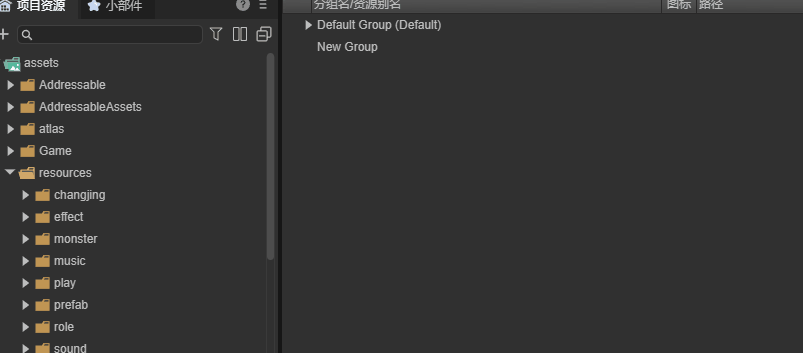 项目资源 小部件
assets
Addressable
AddressableAssets
atlas
Game
resources
changjing
effect
monster
music
play
prefab
role
sound
分组名/资源别名 图标 路径
Default Group (Default)
New Group